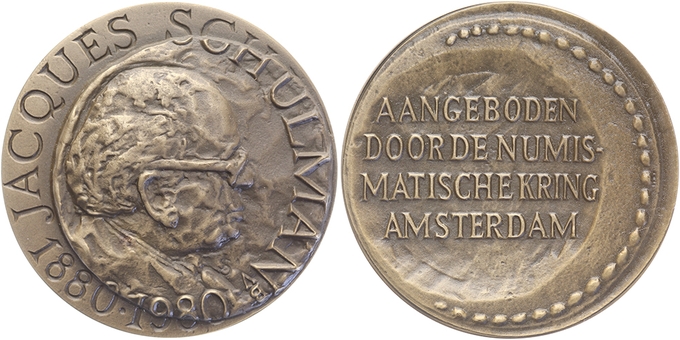 JACQUES SCHULMAN
1880·1980
AANGEBODEN
DOOR DE NUMIS-
MATISCHE KRING
AMSTERDAM